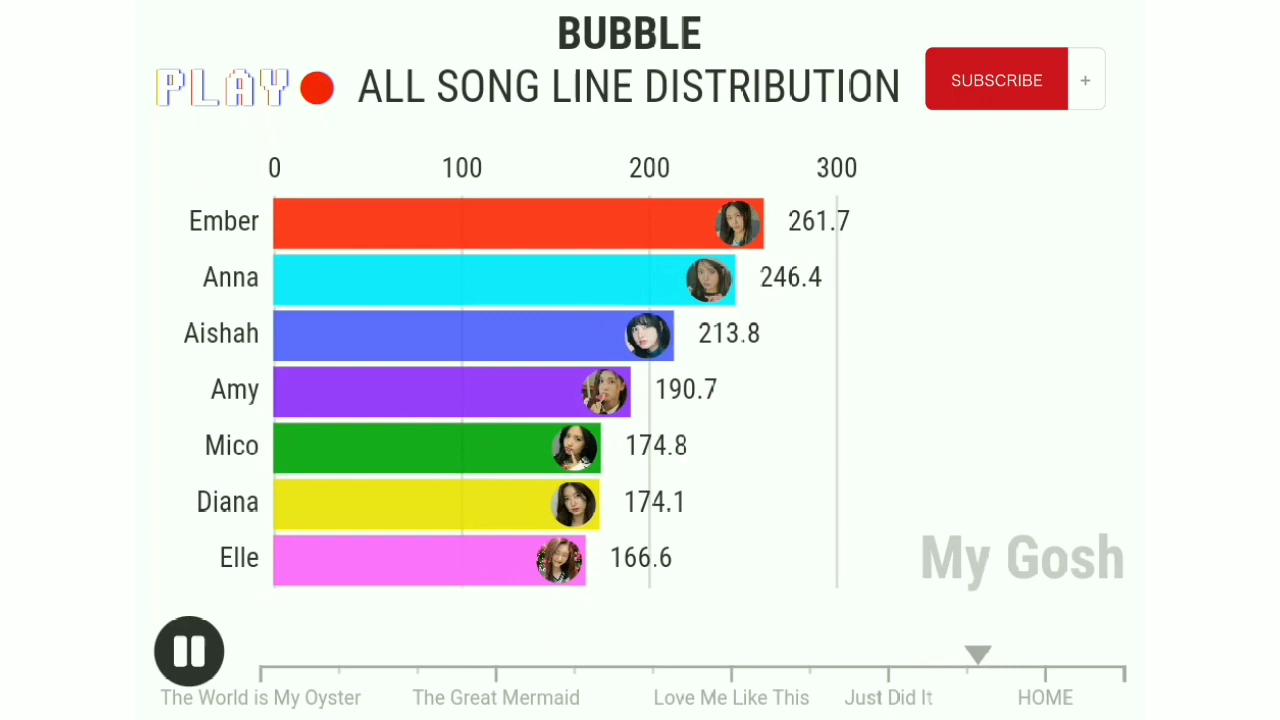 BUBBLE
PLAY
ALL SONG LINE DISTRIBUTION
SUBSCRIBE +
0 100 200 300
Ember 261.7
Anna 246.4
Aishah 213.8
Amy 190.7
Mico 174.8
Diana 174.1
Elle 166.6
My Gosh
The World is My Oyster The Great Mermaid Love Me Like This Just Did It HOME